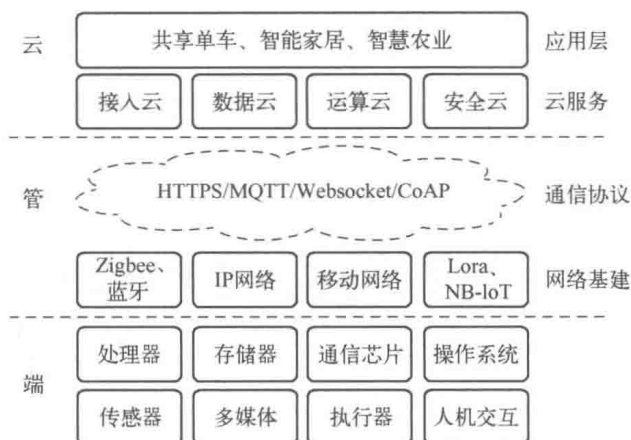 云 共享单车、智能家居、智慧农业 应用层
接入云 数据云 运算云 安全云 云服务
管 HTTPS/MQTT/Websocket/CoAP 通信协议
Zigbee、
蓝牙
IP网络
移动网络
Lora、
NB-loT
网络基建
处理器 存储器 通信芯片 操作系统
端
传感器 多媒体 执行器 人机交互